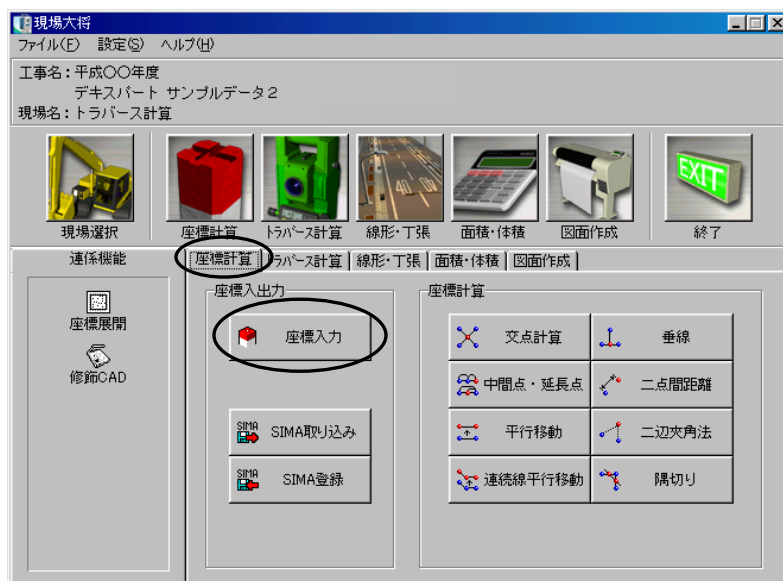 現場大将
ファイル(F) 設定(S) ヘルプ(H)
工事名：平成〇〇年度
デキスパート サンプルデータ２
現場名：トラバース計算
EXIT
現場選択 座標計算 トラバース計算 線形・丁張 面積・体積 図面作成 終了
連係機能
座標計算 トラバース計算 線形・丁張 面積・体積 図面作成
座標展開
修飾CAD
座標入出力
座標入力
SIMA SIMA取り込み
SIMA SIMA登録
座標計算
交点計算 垂線
中間点・延長点 二点間距離
平行移動 二辺夾角法
連続線平行移動 隅切り